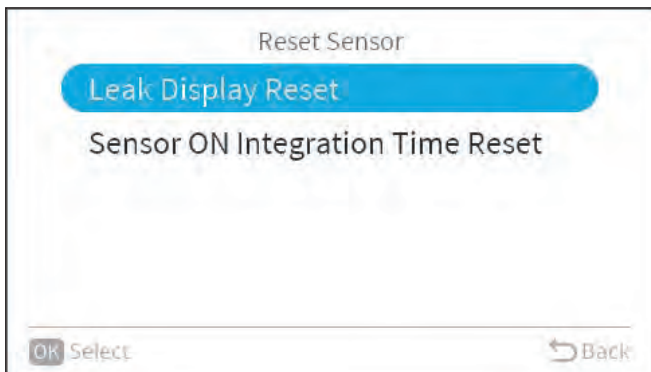 Reset Sensor
Leak Display Reset
Sensor ON Integration Time Reset
OK Select Back